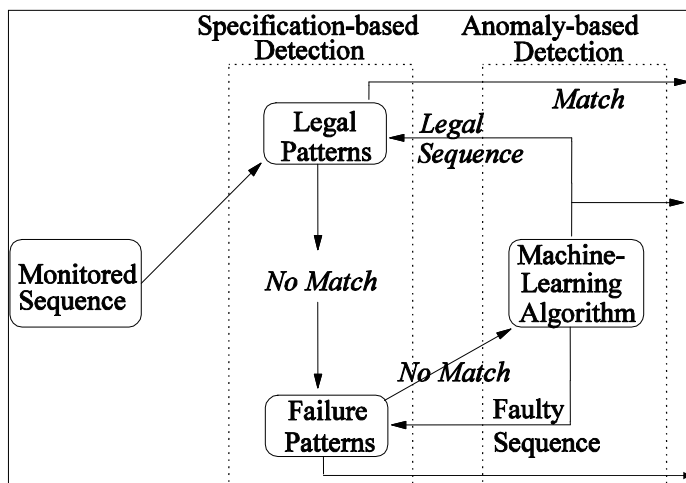 Specification-based
Detection
Anomaly-based
Detection
Match
Legal
Patterns
Legal
Sequence
Monitored
Sequence
No Match
Machine-
Learning
Algorithm
No Match
Failure
Patterns
Faulty
Sequence